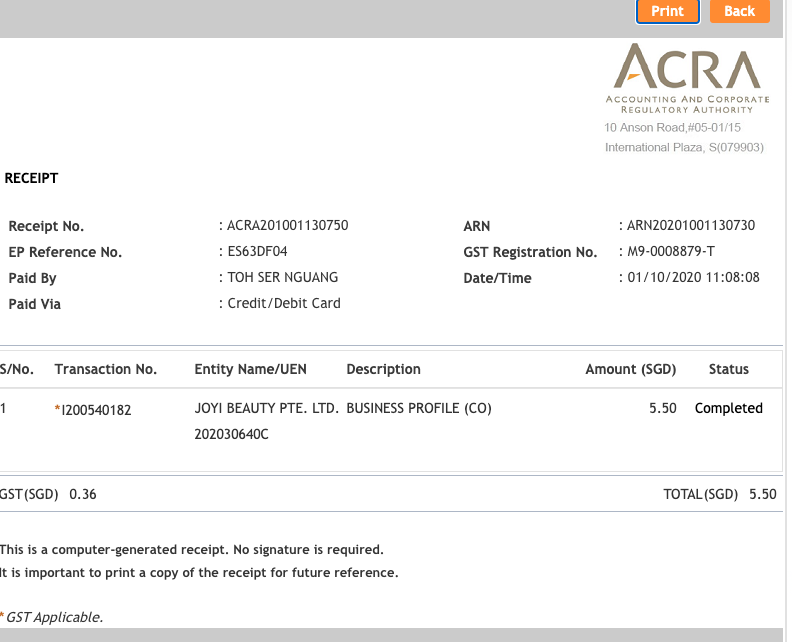 Print Back
ACRA
ACCOUNTING AND CORPORATE
REGULATORY AUTHORITY
10 Anson Road,#05-01/15
International Plaza, S(079903)
RECEIPT
Receipt No. : ACRA201001130750 ARN : ARN20201001130730
EP Reference No. : ES63DF04 GST Registration No. : M9-0008879-T
Paid By : TOH SER NGUANG Date/Time : 01/10/2020 11:08:08
Paid Via : Credit/Debit Card
S/No. Transaction No. Entity Name/UEN Description Amount (SGD) Status
1 *I200540182 JOYI BEAUTY PTE. LTD. BUSINESS PROFILE (CO) 5.50 Completed
202030640C
GST(SGD) 0.36 TOTAL(SGD) 5.50
This is a computer-generated receipt. No signature is required.
It is important to print a copy of the receipt for future reference.
* GST Applicable.